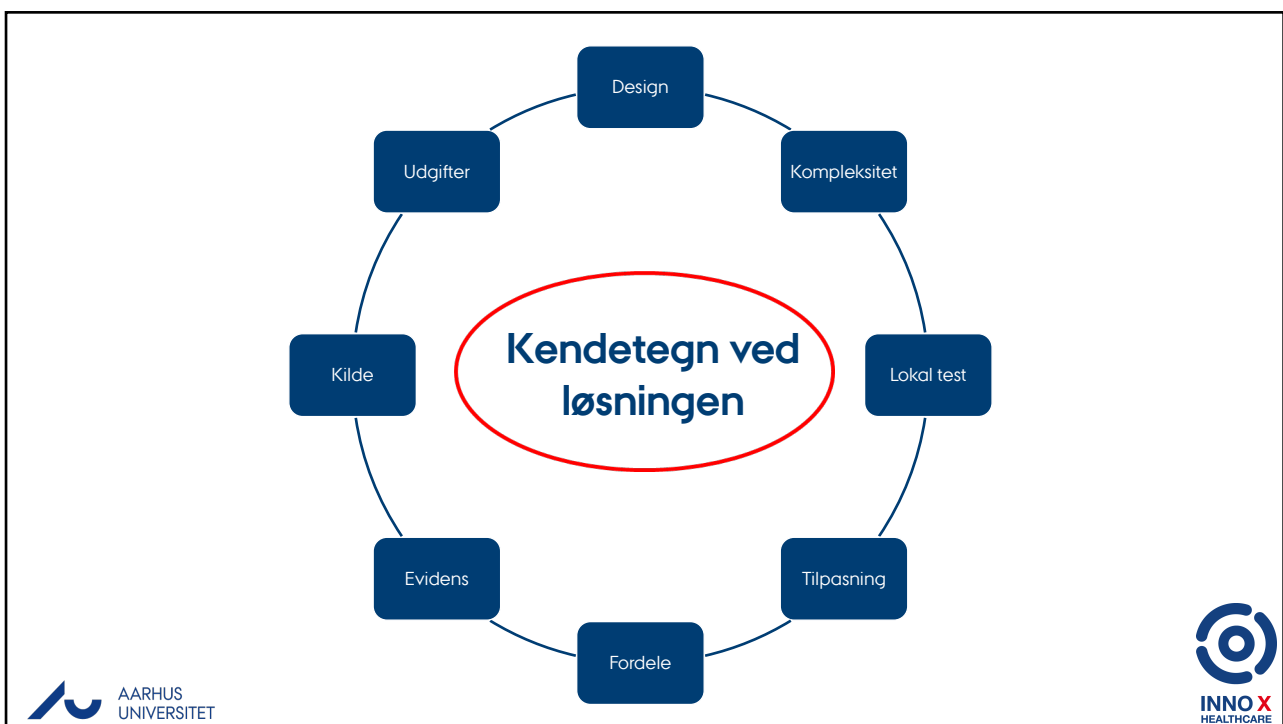 Design
Udgifter
Kompleksitet
Kendetegn ved
løsningen
Kilde
Lokal test
Evidens
Tilpasning
Fordele
AARHUS
UNIVERSITET
INNO X
HEALTHCARE